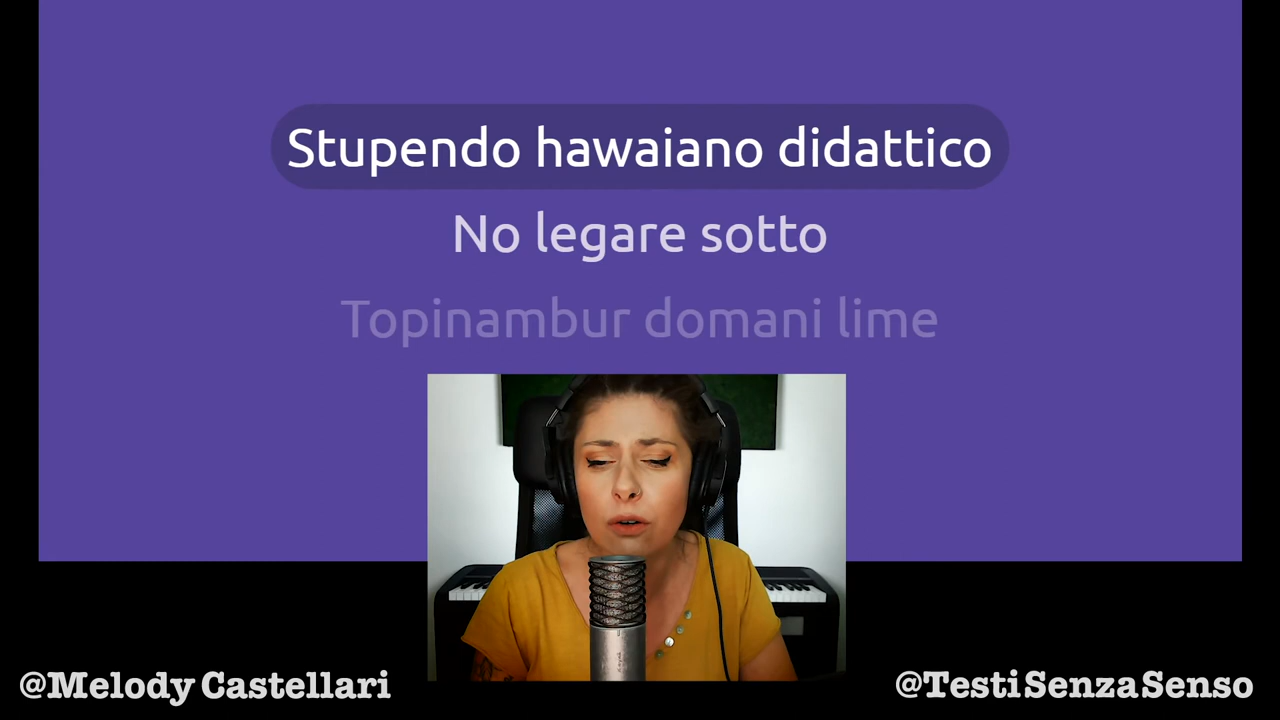 Stupendo hawaiano didattico
No legare sotto
Topinambur domani lime
@Melody Castellari
@TestiSenzaSenso